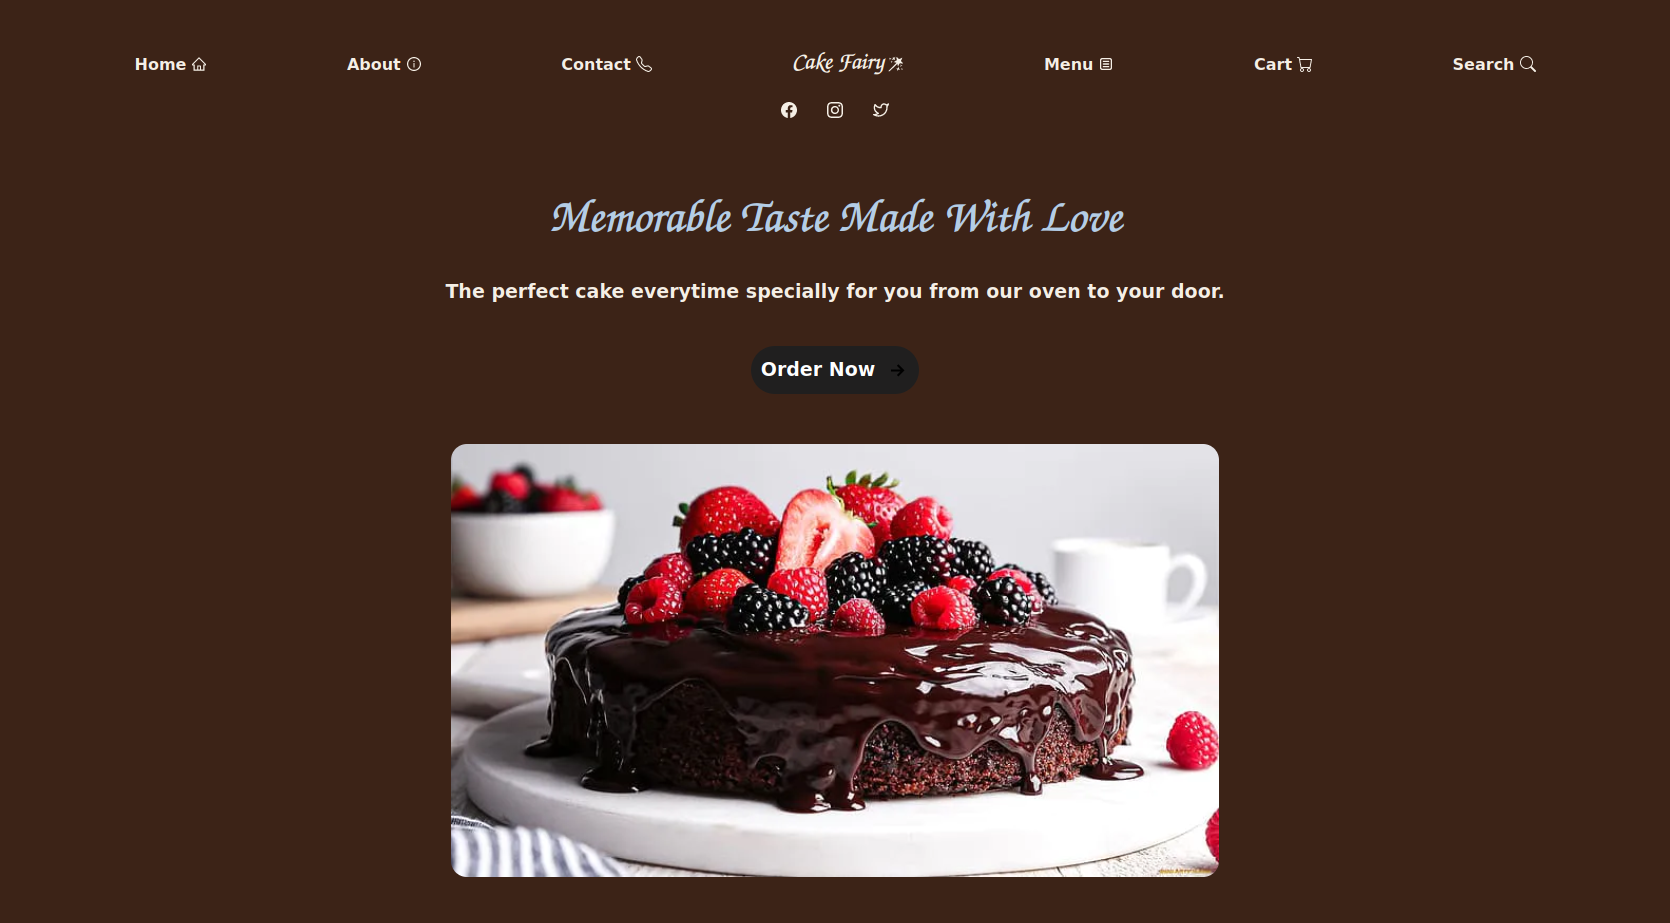 Home About Contact Cake Fairy Menu Cart Search
Memorable Taste Made With Love
The perfect cake everytime specially for you from our oven to your door.
Order Now